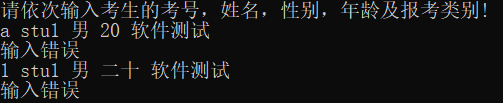 请依次输入考生的考号，姓名，性别，年龄及报考类别!
a stu1 男 20 软件测试
输入错误
1 stu1 男 二十 软件测试
输入错误